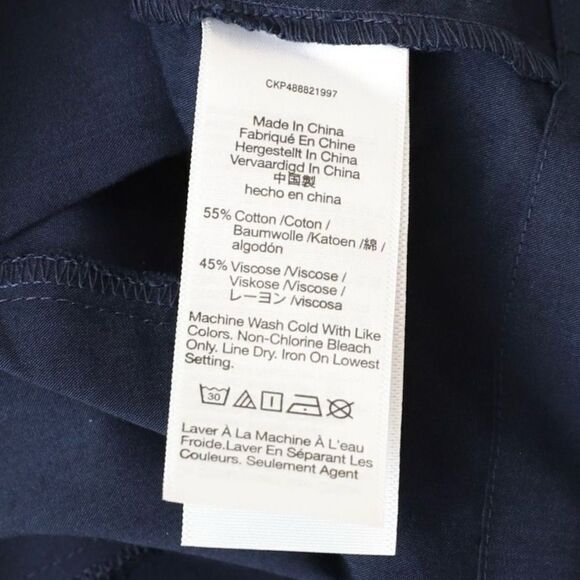 CKP488821997
Made In China
Fabriqué En Chine
Hergestellt In China
Vervaardigd In China
中国製
hecho en china
55% Cotton /Coton /
Baumwolle /Katoen /綿 /
algodón
45% Viscose /Viscose /
Viskose /Viscose /
レーヨン /viscosa
Machine Wash Cold With Like
Colors. Non-Chlorine Bleach
Only. Line Dry. Iron On Lowest
Setting.
30
Laver À La Machine À L'eau
Froide.Laver En Séparant Les
Couleurs. Seulement Agent